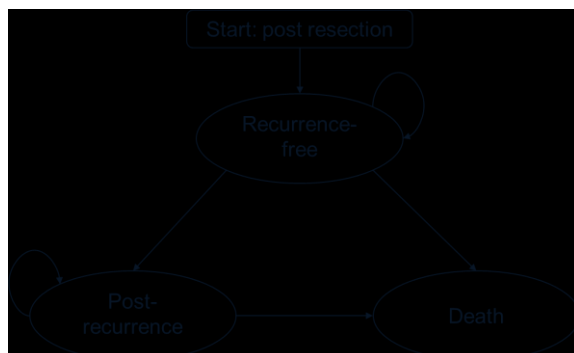 Start: post resection
Recurrence-
free
Post-
recurrence
Death